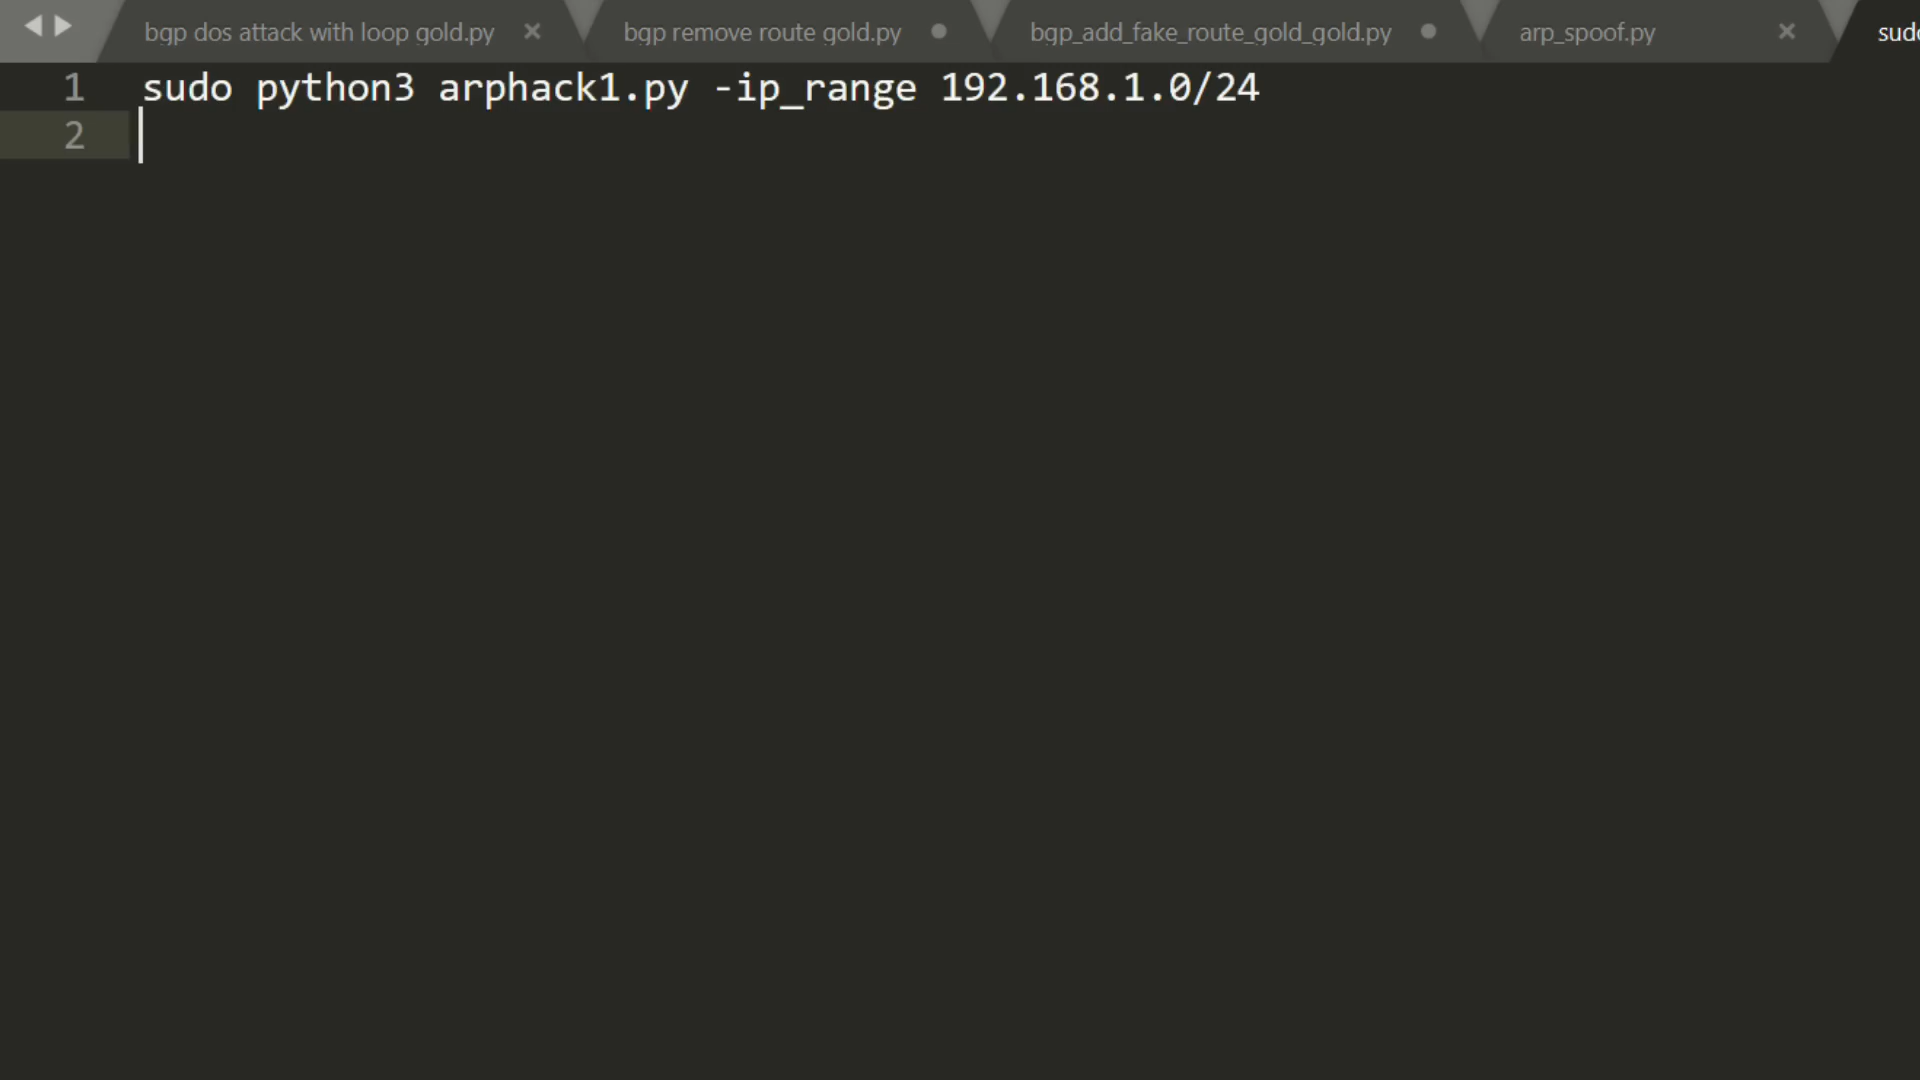 bgp dos attack with loop gold.py
bgp remove route gold.py
bgp_add_fake_route_gold_gold.py
arp_spoof.py
1 sudo python3 arphack1.py -ip_range 192.168.1.0/24
2